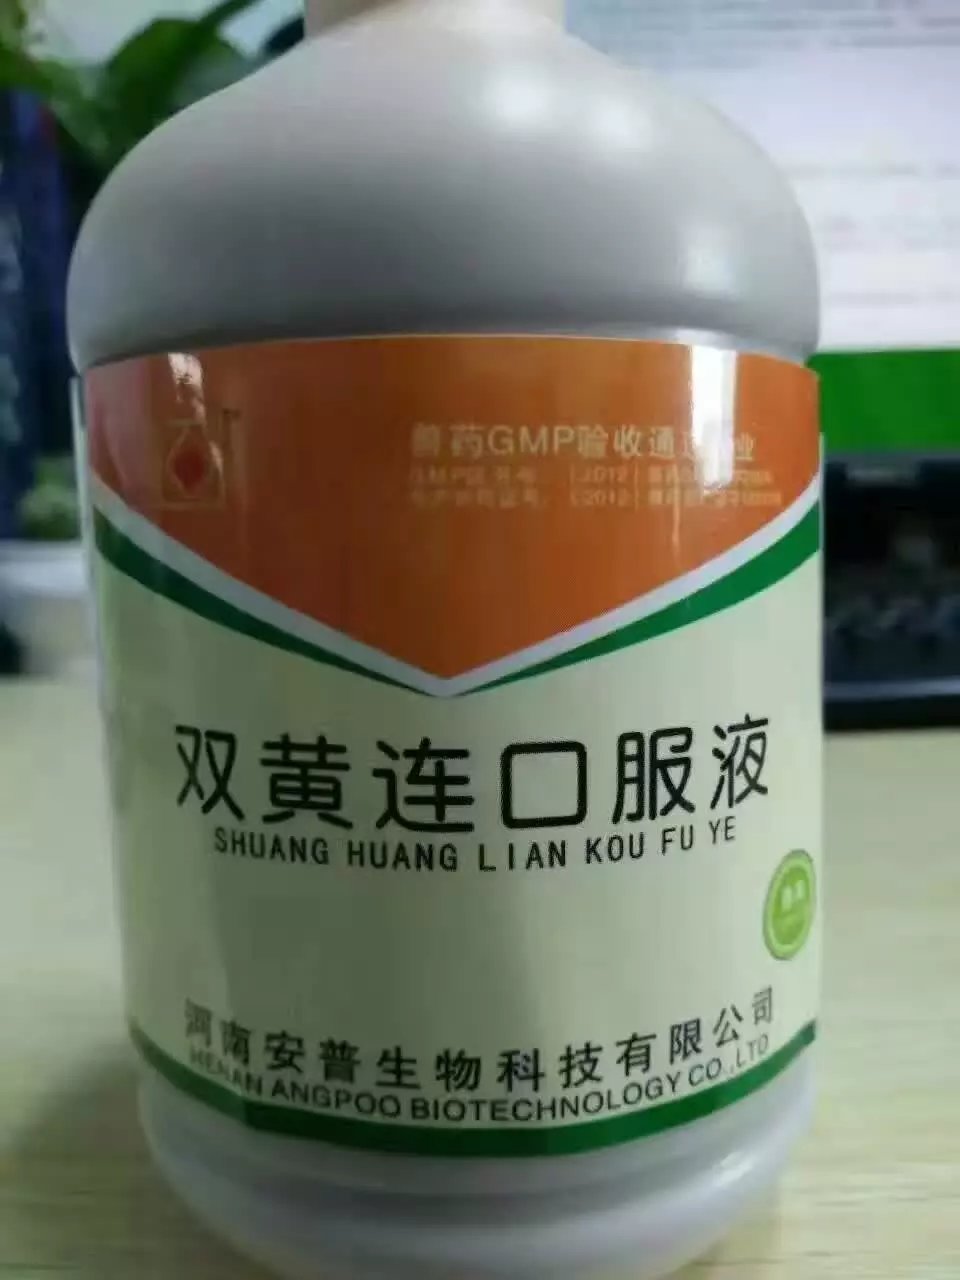 兽药GMP验收通过企业
双黄连口服液
SHUANG HUANG LIAN KOU FU YE
河南安普生物科技有限公司
HENAN ANGPOO BIOTECHNOLOGY CO.,LTD